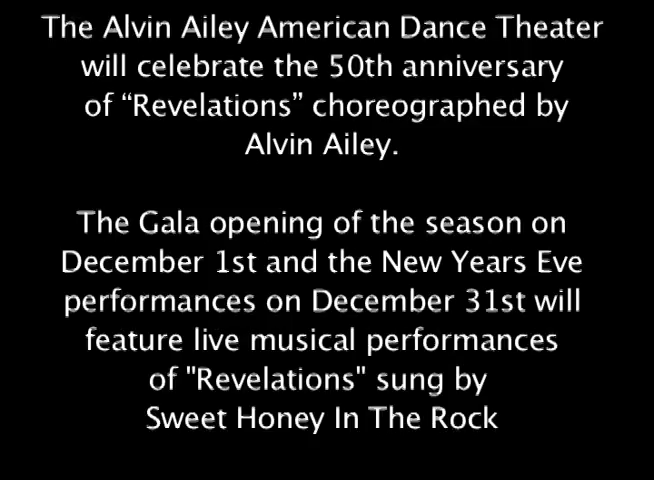 The Alvin Ailey American Dance Theater
will celebrate the 50th anniversary
of “Revelations” choreographed by
Alvin Ailey.
The Gala opening of the season on
December 1st and the New Years Eve
performances on December 31st will
feature live musical performances
of "Revelations" sung by
Sweet Honey In The Rock